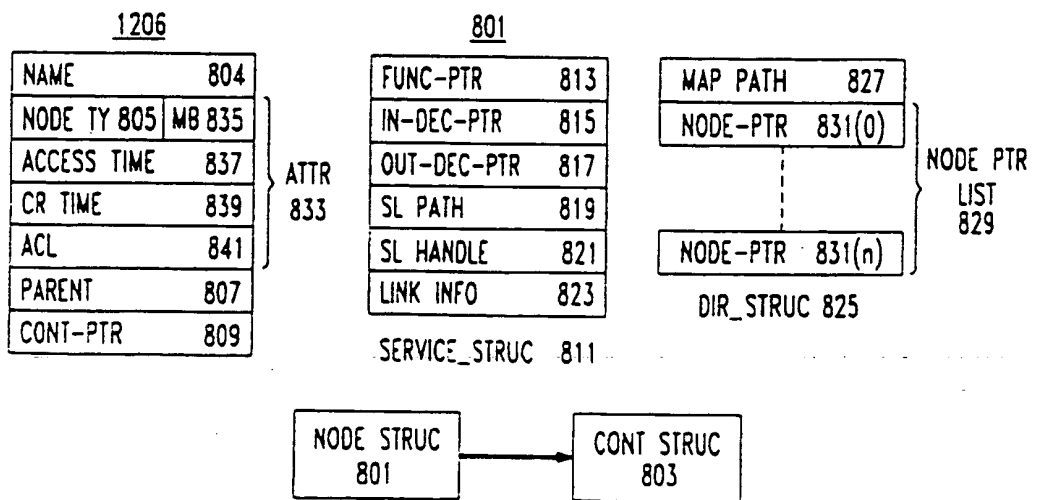 1206
NAME 804
NODE TY 805 MB 835
ACCESS TIME 837
CR TIME 839
ACL 841
PARENT 807
CONT-PTR 809
ATTR
833
801
FUNC-PTR 813
IN-DEC-PTR 815
OUT-DEC-PTR 817
SL PATH 819
SL HANDLE 821
LINK INFO 823
SERVICE_STRUC 811
MAP PATH 827
NODE-PTR 831(0)
NODE-PTR 831(n)
NODE PTR
LIST
829
DIR_STRUC 825
NODE STRUC
801
CONT STRUC
803